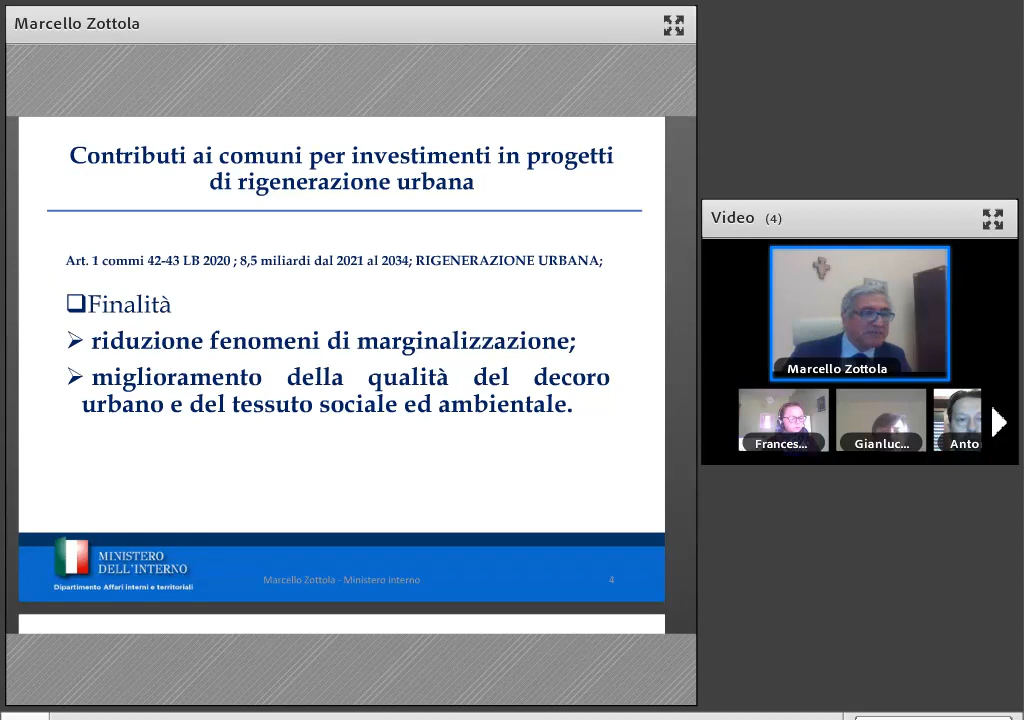 Marcello Zottola
Contributi ai comuni per investimenti in progetti
di rigenerazione urbana
Art. 1 commi 42-43 LB 2020 ; 8,5 miliardi dal 2021 al 2034; RIGENERAZIONE URBANA;
❑Finalità
➢ riduzione fenomeni di marginalizzazione;
➢ miglioramento della qualità del decoro
urbano e del tessuto sociale ed ambientale.
MINISTERO
DELL'INTERNO
Dipartimento Affari interni e territoriali
Marcello Zottola - Ministero Interno
4
Video (4)
Marcello Zottola
Frances...
Gianluc...
Anto